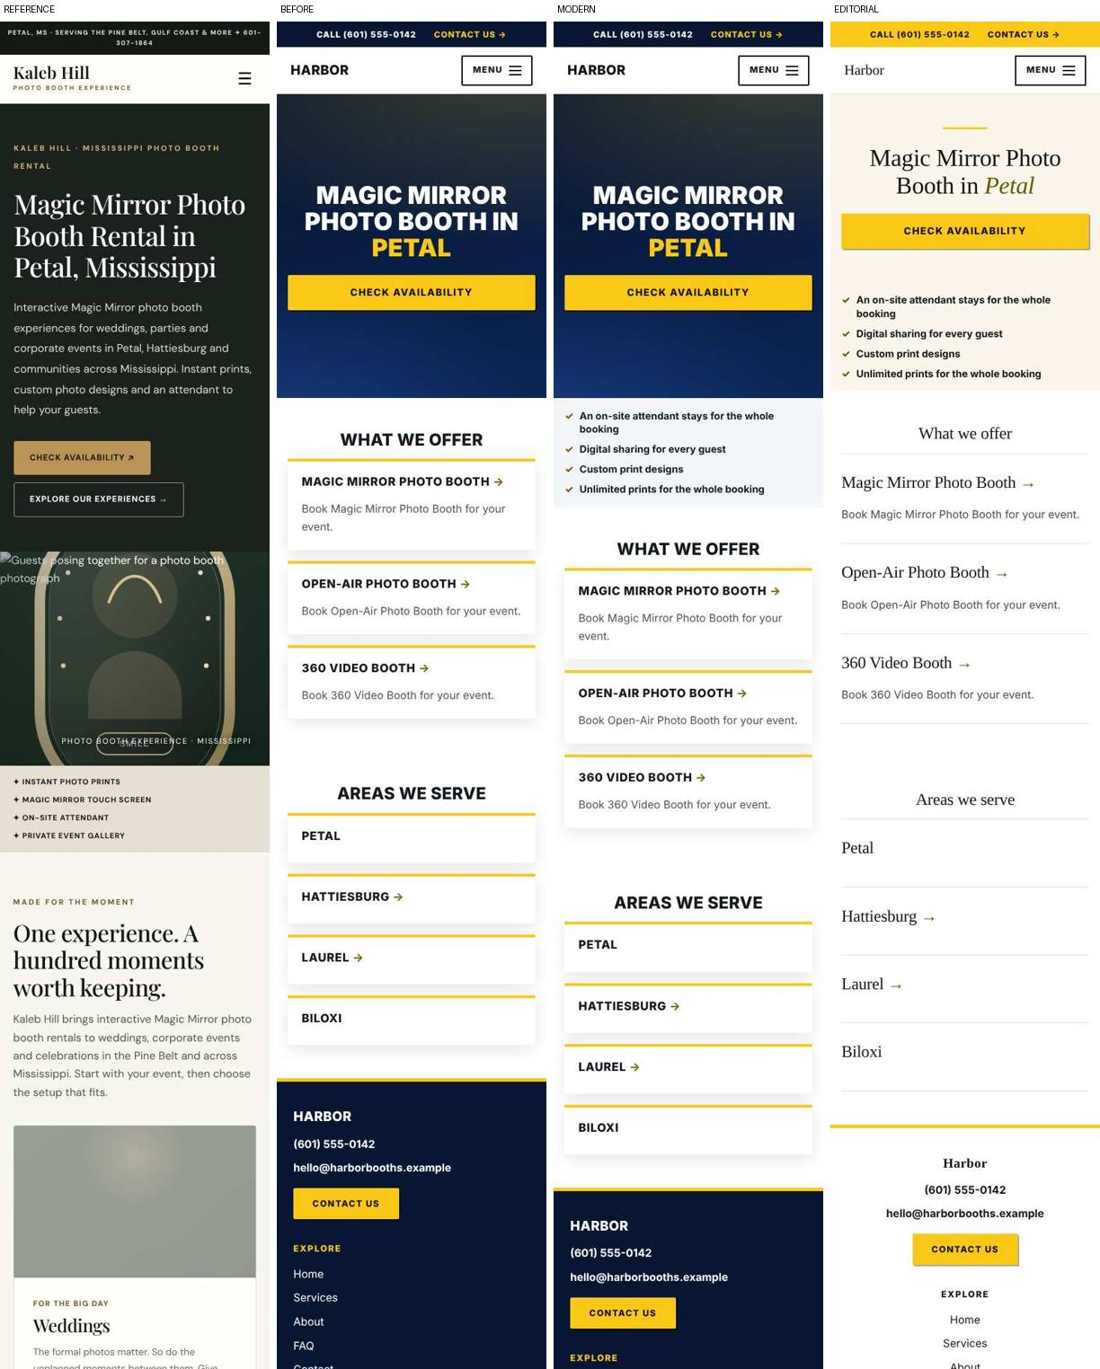 REFERENCE
PETAL, MS · SERVING THE PINE BELT, GULF COAST & MORE ✦ 601-
307-1864
Kaleb Hill
PHOTO BOOTH EXPERIENCE
KALEB HILL · MISSISSIPPI PHOTO BOOTH
RENTAL
Magic Mirror Photo
Booth Rental in
Petal, Mississippi
Interactive Magic Mirror photo booth
experiences for weddings, parties and
corporate events in Petal, Hattiesburg and
communities across Mississippi. Instant prints,
custom photo designs and an attendant to
help your guests.
CHECK AVAILABILITY ↗
EXPLORE OUR EXPERIENCES →
Guests posing together for a photo booth
photograph
PHOTO BOOTH EXPERIENCE · MISSISSIPPI
SMILE
✦ INSTANT PHOTO PRINTS
✦ MAGIC MIRROR TOUCH SCREEN
✦ ON-SITE ATTENDANT
✦ PRIVATE EVENT GALLERY
MADE FOR THE MOMENT
One experience. A
hundred moments
worth keeping.
Kaleb Hill brings interactive Magic Mirror photo
booth rentals to weddings, corporate events
and celebrations in the Pine Belt and across
Mississippi. Start with your event, then choose
the setup that fits.
FOR THE BIG DAY
Weddings
The formal photos matter. So do the
unplanned moments between them. Give
BEFORE
CALL (601) 555-0142 CONTACT US →
HARBOR
MENU
MAGIC MIRROR
PHOTO BOOTH IN
PETAL
CHECK AVAILABILITY
WHAT WE OFFER
MAGIC MIRROR PHOTO BOOTH →
Book Magic Mirror Photo Booth for your
event.
OPEN-AIR PHOTO BOOTH →
Book Open-Air Photo Booth for your event.
360 VIDEO BOOTH →
Book 360 Video Booth for your event.
AREAS WE SERVE
PETAL
HATTIESBURG →
LAUREL →
BILOXI
HARBOR
(601) 555-0142
hello@harborbooths.example
CONTACT US
EXPLORE
Home
Services
About
FAQ
Contact
MODERN
CALL (601) 555-0142 CONTACT US →
HARBOR
MENU
MAGIC MIRROR
PHOTO BOOTH IN
PETAL
CHECK AVAILABILITY
✓ An on-site attendant stays for the whole
booking
✓ Digital sharing for every guest
✓ Custom print designs
✓ Unlimited prints for the whole booking
WHAT WE OFFER
MAGIC MIRROR PHOTO BOOTH →
Book Magic Mirror Photo Booth for your
event.
OPEN-AIR PHOTO BOOTH →
Book Open-Air Photo Booth for your event.
360 VIDEO BOOTH →
Book 360 Video Booth for your event.
AREAS WE SERVE
PETAL
HATTIESBURG →
LAUREL →
BILOXI
HARBOR
(601) 555-0142
hello@harborbooths.example
CONTACT US
EXPLORE
EDITORIAL
CALL (601) 555-0142 CONTACT US →
Harbor
MENU
Magic Mirror Photo
Booth in Petal
CHECK AVAILABILITY
✓ An on-site attendant stays for the whole
booking
✓ Digital sharing for every guest
✓ Custom print designs
✓ Unlimited prints for the whole booking
What we offer
Magic Mirror Photo Booth →
Book Magic Mirror Photo Booth for your event.
Open-Air Photo Booth →
Book Open-Air Photo Booth for your event.
360 Video Booth →
Book 360 Video Booth for your event.
Areas we serve
Petal
Hattiesburg →
Laurel →
Biloxi
Harbor
(601) 555-0142
hello@harborbooths.example
CONTACT US
EXPLORE
Home
Services
About